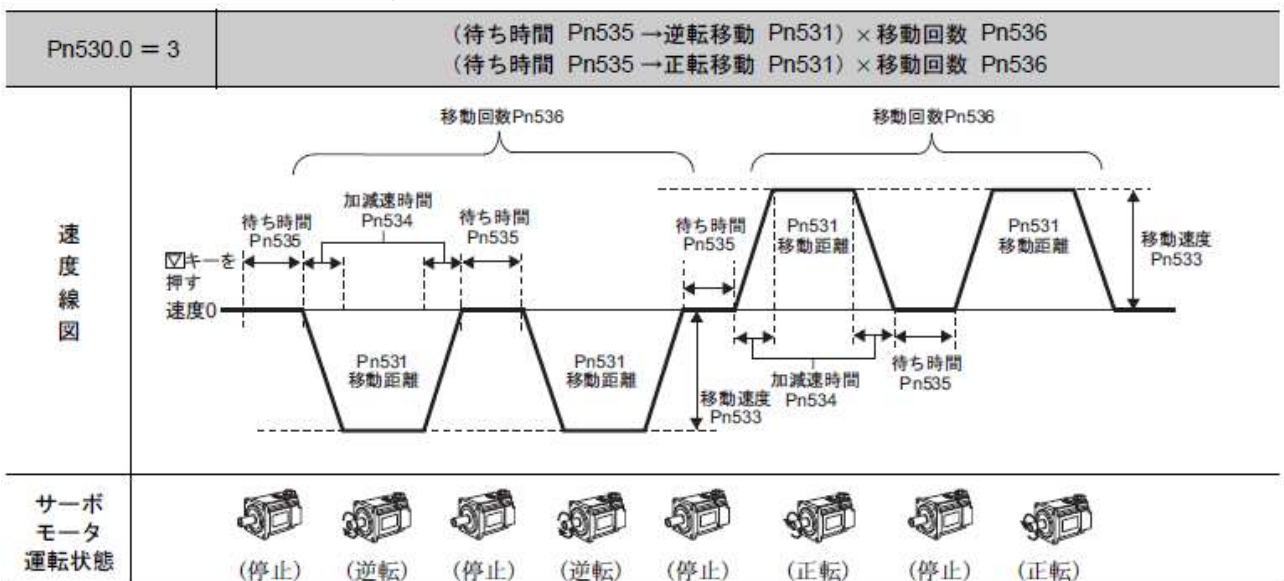 Pn530.0 = 3
(待ち時間 Pn535→逆転移動 Pn531)×移動回数 Pn536
(待ち時間 Pn535→正転移動 Pn531)×移動回数 Pn536
速度線図
移動回数Pn536
移動回数Pn536
待ち時間
Pn535
加減速時間
Pn534
待ち時間
Pn535
待ち時間
Pn535
Pn531
移動距離
Pn531
移動距離
移動速度
Pn533
▽キーを
押す
速度0
Pn531
移動距離
Pn531
移動距離
移動速度
Pn533
加減速時間
Pn534
待ち時間
Pn535
サーボ
モータ
運転状態
(停止)
(逆転)
(停止)
(逆転)
(停止)
(正転)
(停止)
(正転)